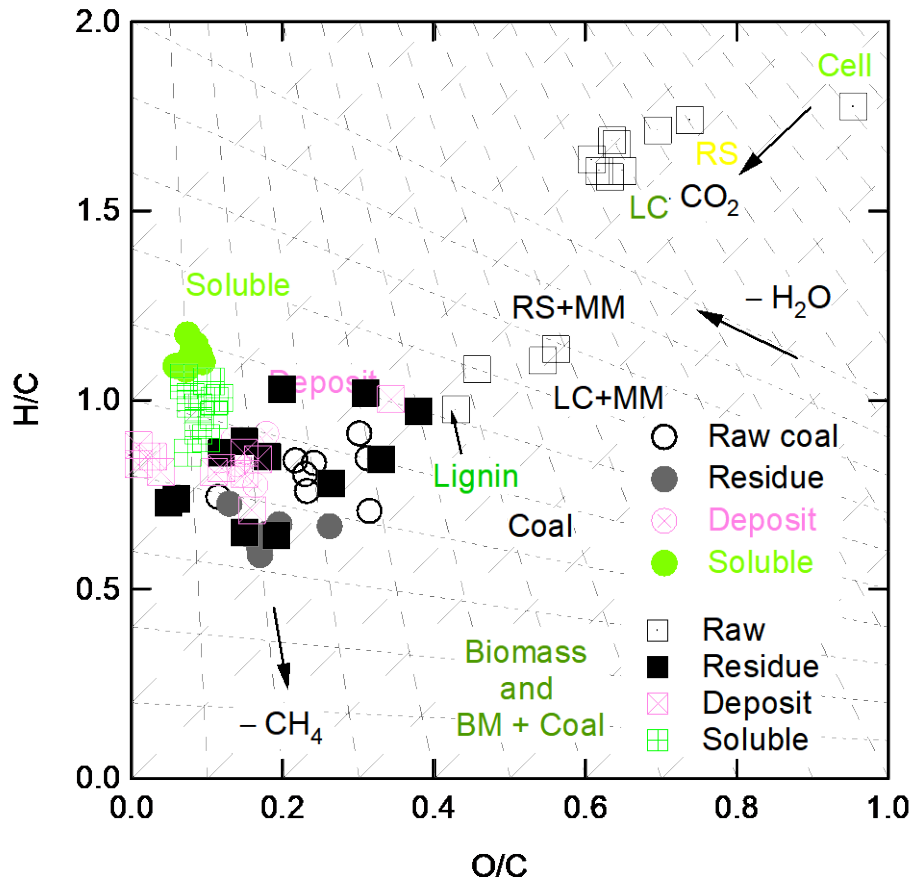 2.0
Cell
RS
1.5
LC
CO₂
Soluble
RS+MM
– H₂O
H/C
1.0
Deposit
LC+MM
Raw coal
Lignin
Residue
Coal
Deposit
0.5
Soluble
Raw
Biomass
and
BM + Coal
Residue
– CH₄
Deposit
Soluble
0.0
0.0 0.2 0.4 0.6 0.8 1.0
O/C